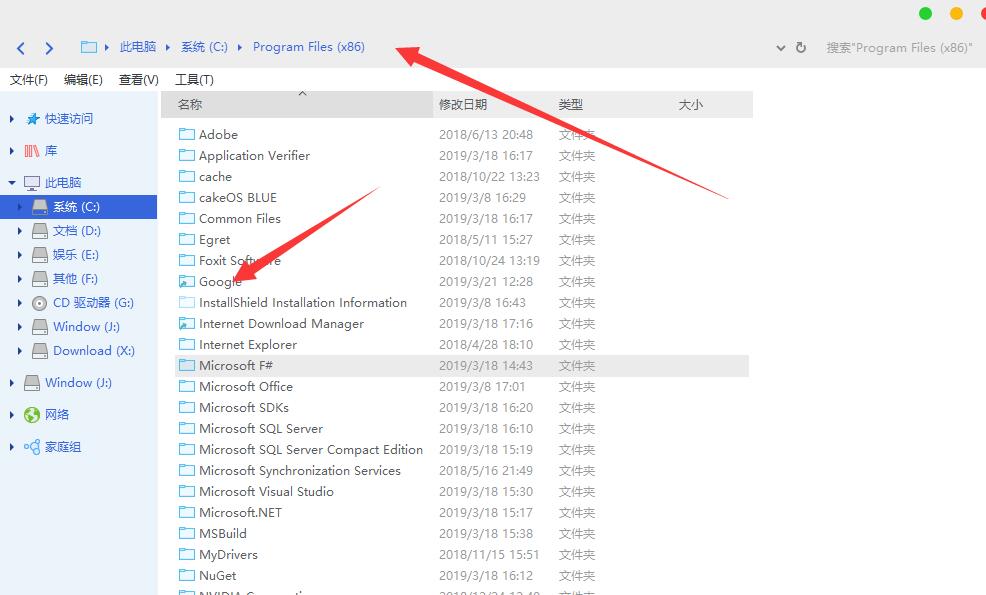 此电脑 系统 (C:) Program Files (x86) 搜索"Program Files (x86)"
文件(F) 编辑(E) 查看(V) 工具(T)
名称 修改日期 类型 大小
快速访问
库
此电脑
系统 (C:)
文档 (D:)
娱乐 (E:)
其他 (F:)
CD 驱动器 (G:)
Window (J:)
Download (X:)
Window (J:)
网络
家庭组
Adobe 2018/6/13 20:48 文件夹
Application Verifier 2019/3/18 16:17 文件夹
cache 2018/10/22 13:23 文件夹
cakeOS BLUE 2019/3/8 16:29 文件夹
Common Files 2019/3/18 16:17 文件夹
Egret 2018/5/11 15:27 文件夹
Foxit Software 2018/10/24 13:19 文件夹
Google 2019/3/21 12:28 文件夹
InstallShield Installation Information 2019/3/8 16:43 文件夹
Internet Download Manager 2019/3/18 17:16 文件夹
Internet Explorer 2018/4/28 18:10 文件夹
Microsoft F# 2019/3/18 14:43 文件夹
Microsoft Office 2019/3/8 17:01 文件夹
Microsoft SDKs 2019/3/18 16:20 文件夹
Microsoft SQL Server 2019/3/18 16:10 文件夹
Microsoft SQL Server Compact Edition 2019/3/18 15:19 文件夹
Microsoft Synchronization Services 2018/5/16 21:49 文件夹
Microsoft Visual Studio 2019/3/18 15:30 文件夹
Microsoft.NET 2019/3/18 15:17 文件夹
MSBuild 2019/3/18 15:38 文件夹
MyDrivers 2018/11/15 15:51 文件夹
NuGet 2019/3/18 16:12 文件夹